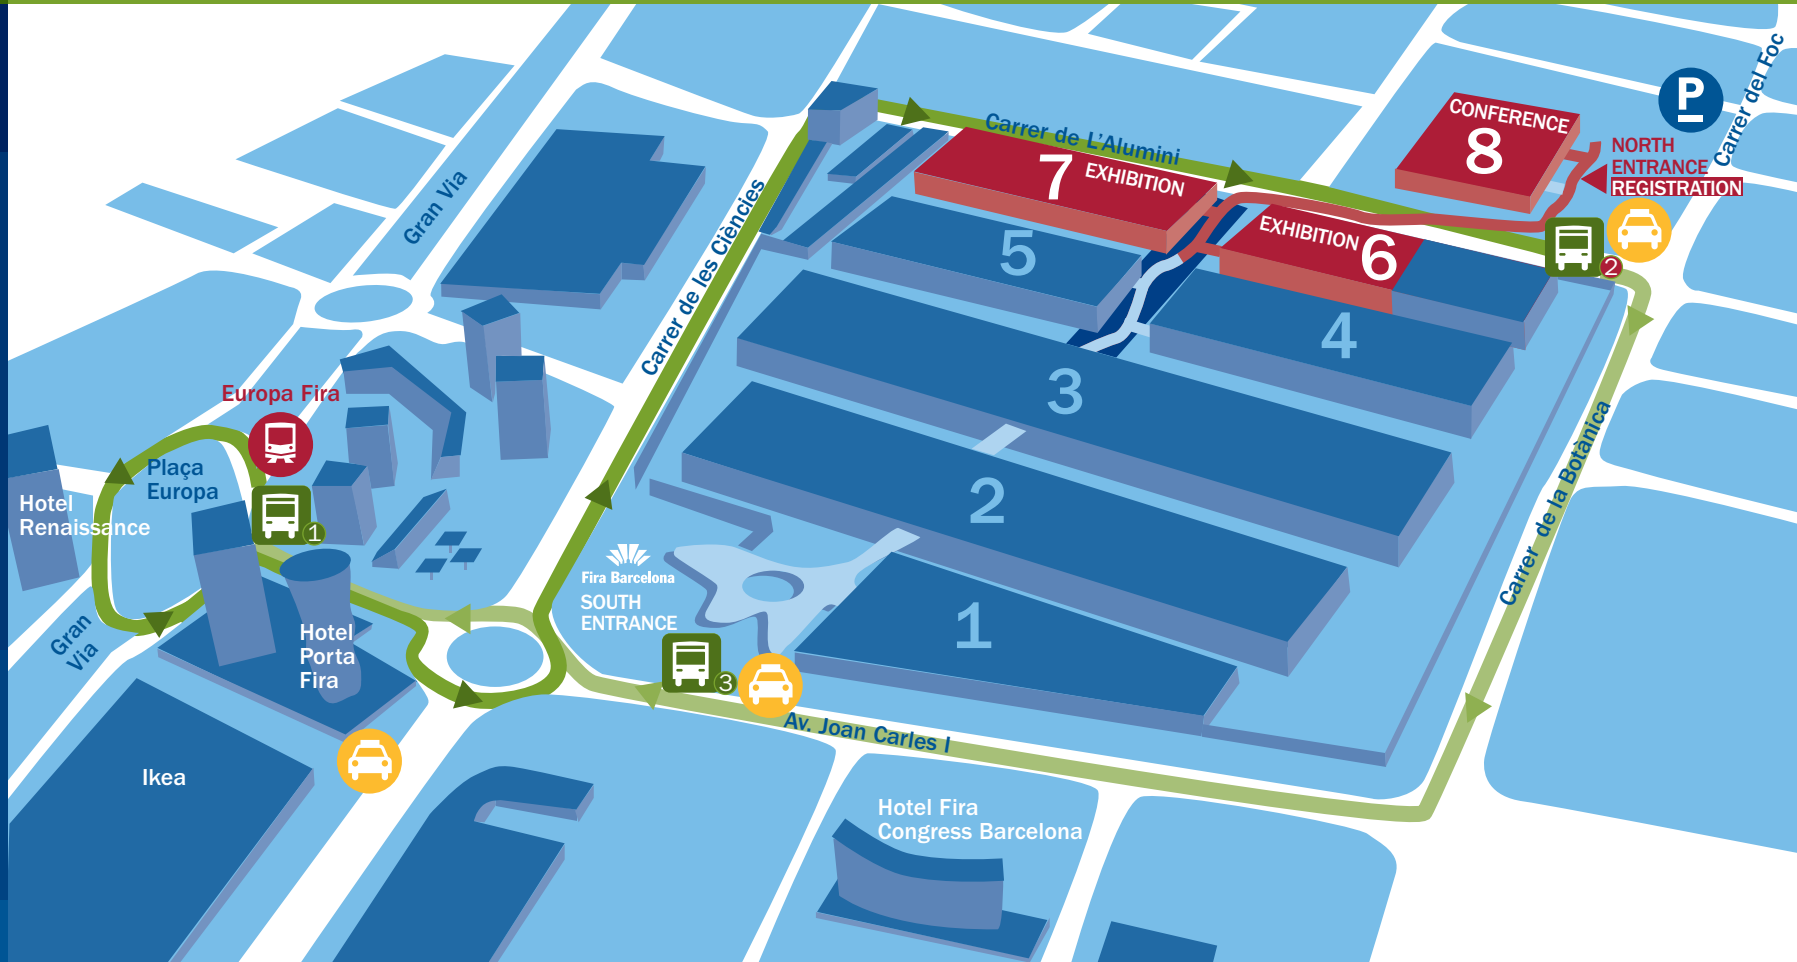 Carrer de L'Alumini
CONFERENCE
8
P
Carrer del Foc
NORTH
ENTRANCE
REGISTRATION
7 EXHIBITION
EXHIBITION 6
Gran Via
Carrer de les Ciències
5
2
4
3
Europa Fira
Plaça
Europa
Hotel
Renaissance
1
2
Carrer de la Botànica
Fira Barcelona
SOUTH
ENTRANCE
1
Gran
Via
Hotel
Porta
Fira
3
Av. Joan Carles I
Ikea
Hotel Fira
Congress Barcelona